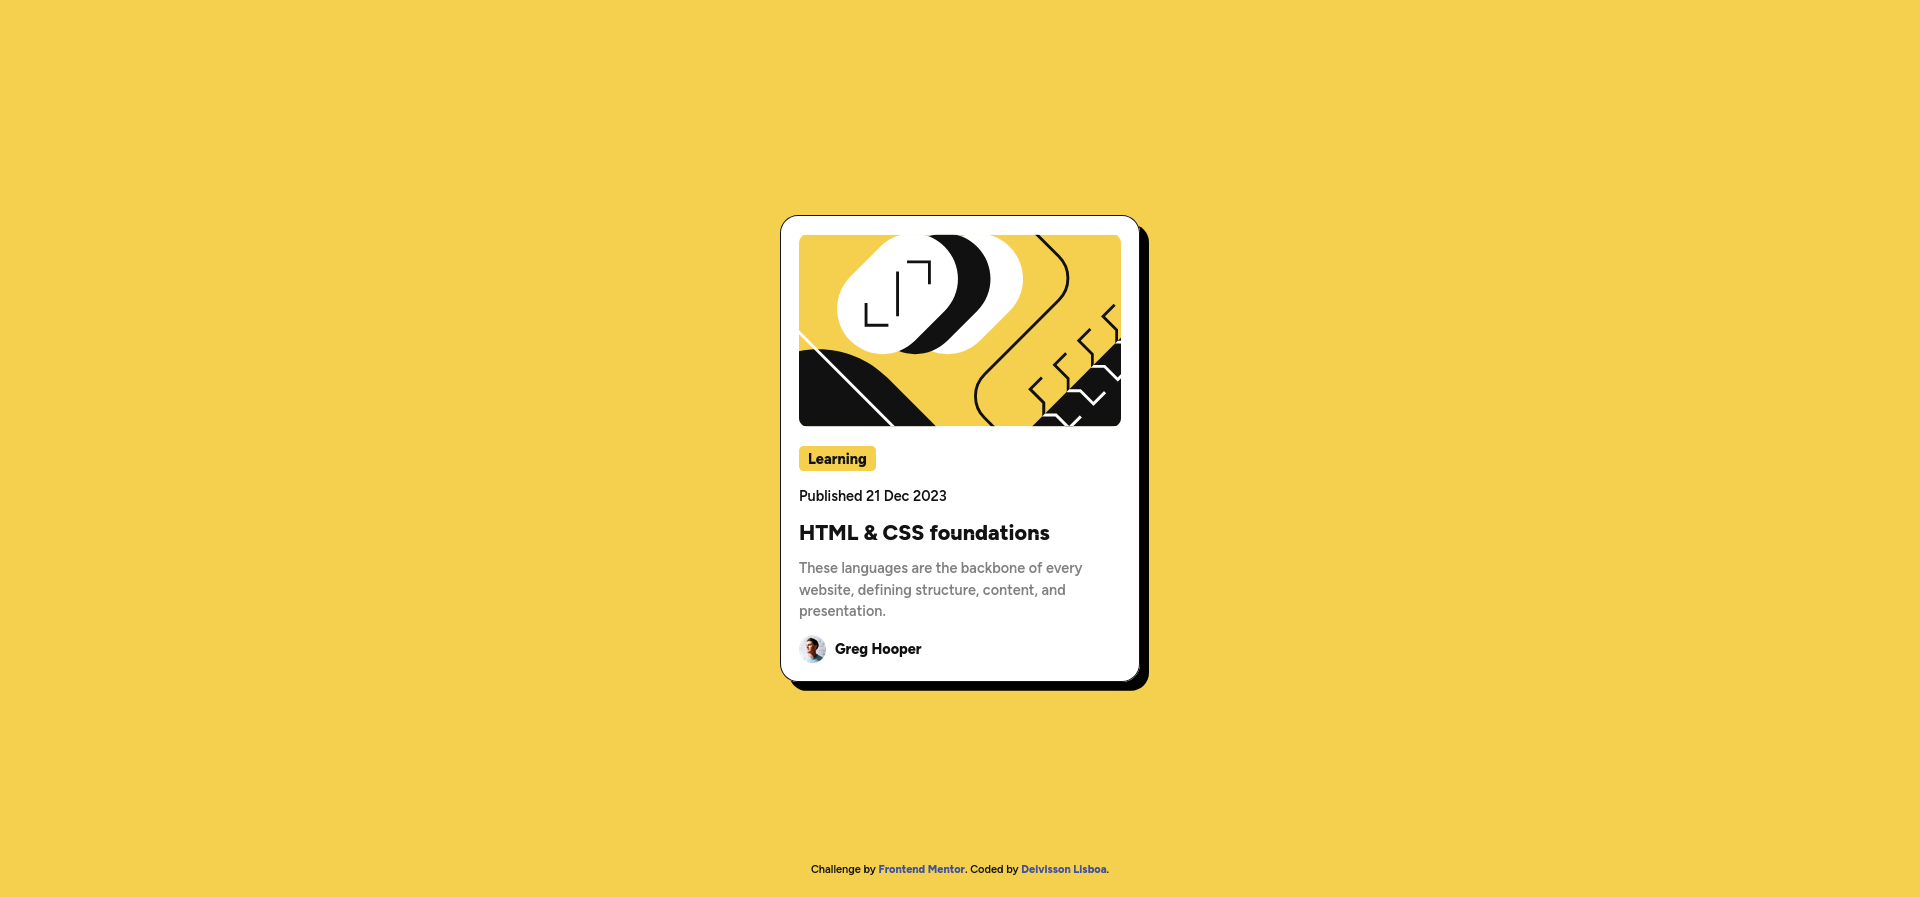 Learning
Published 21 Dec 2023
HTML & CSS foundations
These languages are the backbone of every
website, defining structure, content, and
presentation.
Greg Hooper
Challenge by Frontend Mentor. Coded by Deivisson Lisboa.